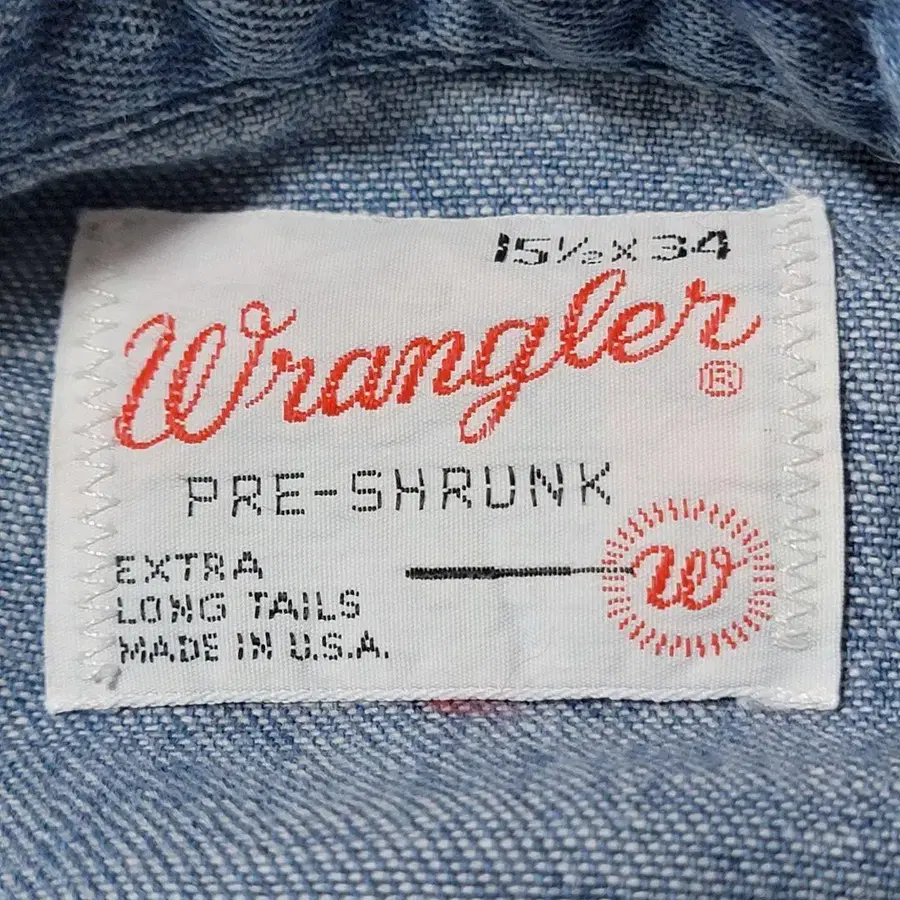 15½ X 34
Wrangler
®
PRE-SHRUNK
EXTRA
LONG TAILS
MADE IN U.S.A.
W